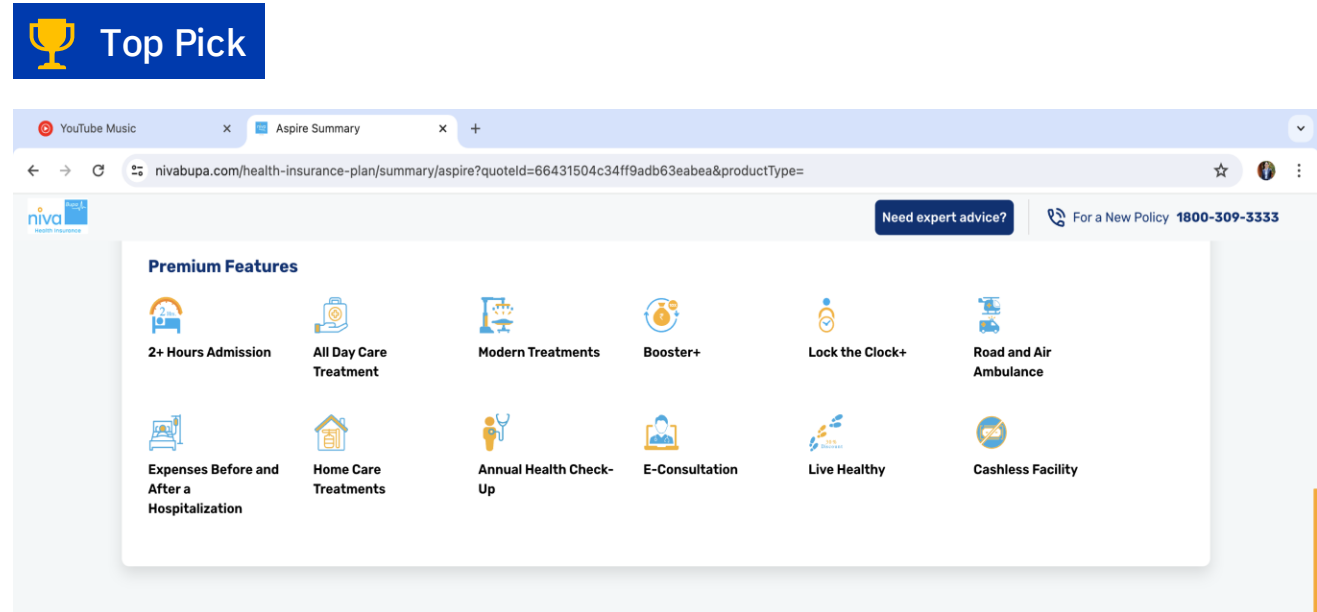 Top Pick
YouTube Music
Aspire Summary
nivabupa.com/health-insurance-plan/summary/aspire?quoteId=66431504c34ff9adb63eabea&productType=
niva
Health Insurance
Need expert advice?
For a New Policy 1800-309-3333
Premium Features
2+ Hours Admission
All Day Care
Treatment
Modern Treatments
Booster+
Lock the Clock+
Road and Air
Ambulance
Expenses Before and
After a
Hospitalization
Home Care
Treatments
Annual Health Check-
Up
E-Consultation
Live Healthy
Cashless Facility